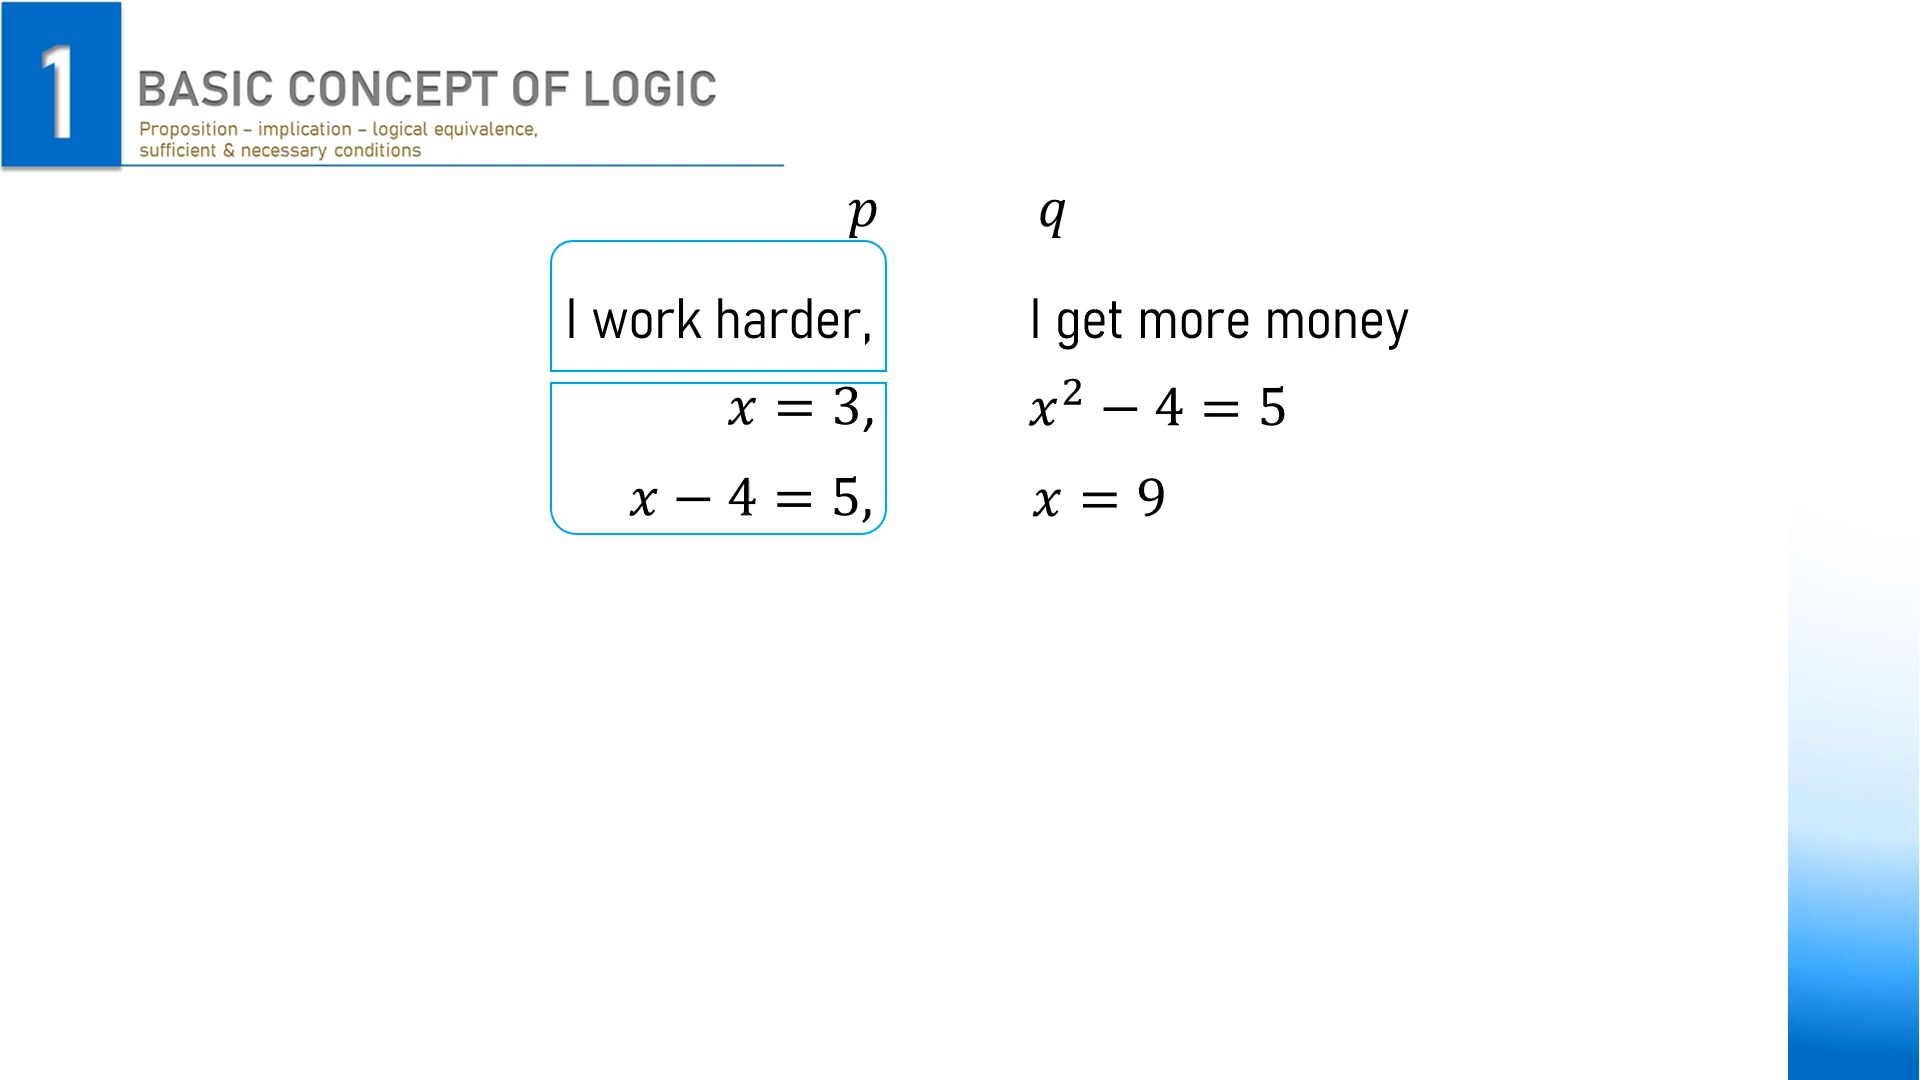 1
BASIC CONCEPT OF LOGIC
Proposition – implication – logical equivalence,
sufficient & necessary conditions
p q
I work harder, I get more money
x = 3, x² − 4 = 5
x − 4 = 5, x = 9